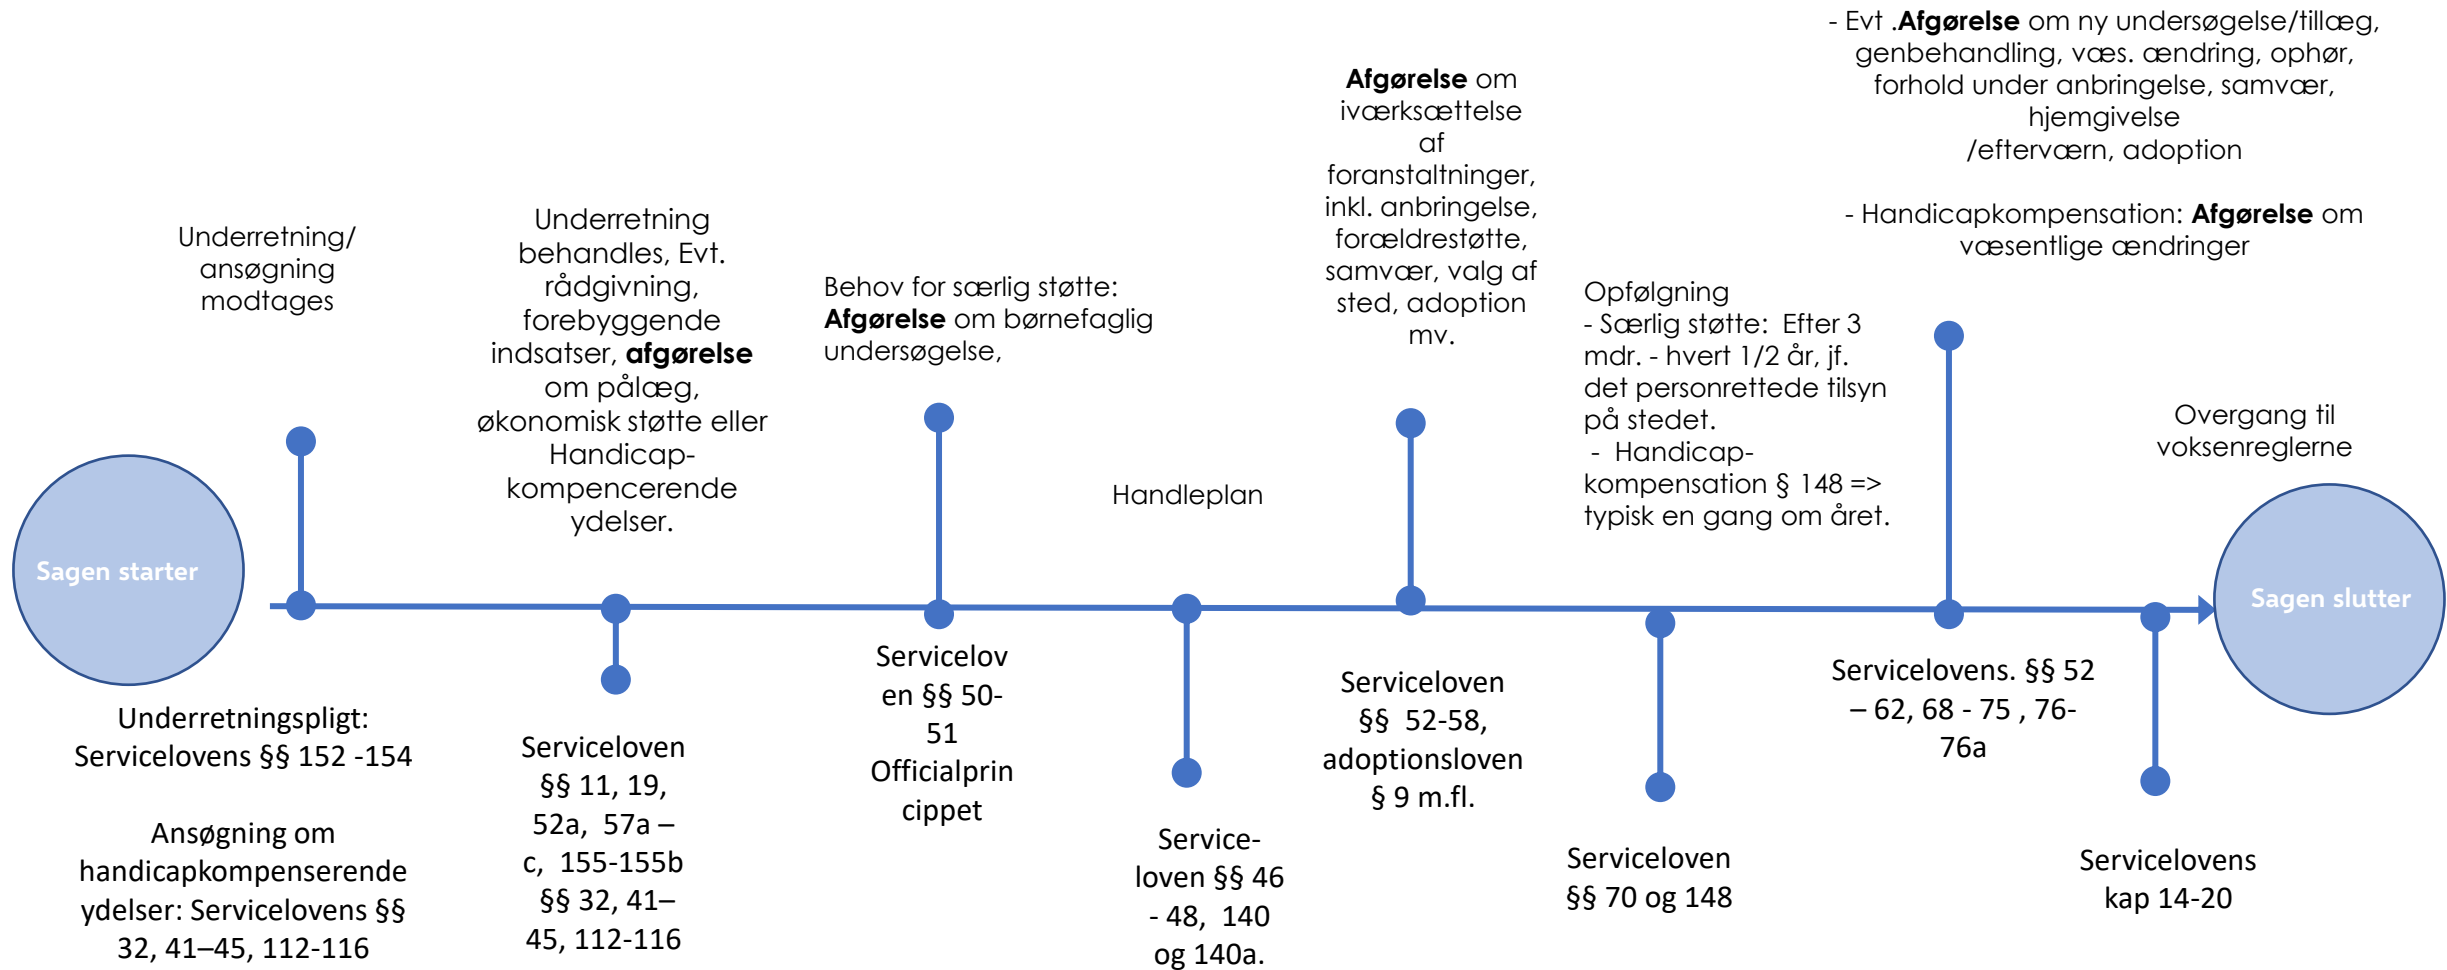 Sagen starter
Underretning/
ansøgning
modtages
Underretningspligt:
Servicelovens §§ 152 -154
Ansøgning om
handicapkompenserende
ydelser: Servicelovens §§
32, 41–45, 112-116
Underretning
behandles, Evt.
rådgivning,
forebyggende
indsatser, afgørelse
om pålæg,
økonomisk støtte eller
Handicap-
kompencerende
ydelser.
Serviceloven
§§ 11, 19,
52a,  57a –
c,  155-155b
§§ 32, 41–
45, 112-116
Behov for særlig støtte:
Afgørelse om børnefaglig
undersøgelse,
Servicelov
en §§ 50-
51
Officialprin
cippet
Handleplan
Service-
loven §§ 46
- 48,  140
og 140a.
Afgørelse om
iværksættelse
af
foranstaltninger,
inkl. anbringelse,
forældrestøtte,
samvær, valg af
sted, adoption
mv.
Serviceloven
§§  52-58,
adoptionsloven
§ 9 m.fl.
Opfølgning
- Særlig støtte:  Efter 3
mdr. - hvert 1/2 år, jf.
det personrettede tilsyn
på stedet.
-  Handicap-
kompensation § 148 =>
typisk en gang om året.
Serviceloven
§§ 70 og 148
- Evt .Afgørelse om ny undersøgelse/tillæg,
genbehandling, væs. ændring, ophør,
forhold under anbringelse, samvær,
hjemgivelse
/efterværn, adoption
- Handicapkompensation: Afgørelse om
væsentlige ændringer
Servicelovens. §§ 52
– 62, 68 - 75 , 76-
76a
Overgang til
voksenreglerne
Servicelovens
kap 14-20
Sagen slutter